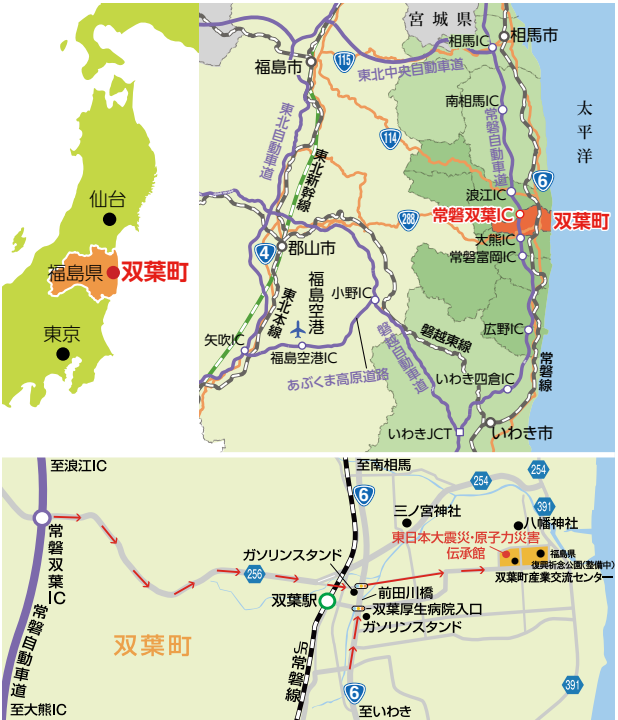 仙台
福島県
双葉町
東京
宮城県
相馬IC
相馬市
福島市
115
東北中央自動車道
南相馬IC
太平洋
東北自動車道
114
常磐自動車道
東北新幹線
浪江IC
6
常磐双葉IC
双葉町
288
大熊IC
4
郡山市
常磐富岡IC
福島空港
小野IC
東北本線
矢吹IC
福島空港IC
磐越東線
広野IC
常磐線
あぶくま高原道路
磐越自動車道
いわき四倉IC
いわきJCT
いわき市
至浪江IC
至南相馬
254
6
254
391
三ノ宮神社
八幡神社
常磐双葉IC
東日本大震災・原子力災害
伝承館
ガソリンスタンド
福島県
復興祈念公園(整備中)
256
双葉町産業交流センター
前田川橋
双葉駅
双葉厚生病院入口
ガソリンスタンド
双葉町
常磐自動車道
JR
常磐線
391
6
至大熊IC
至いわき